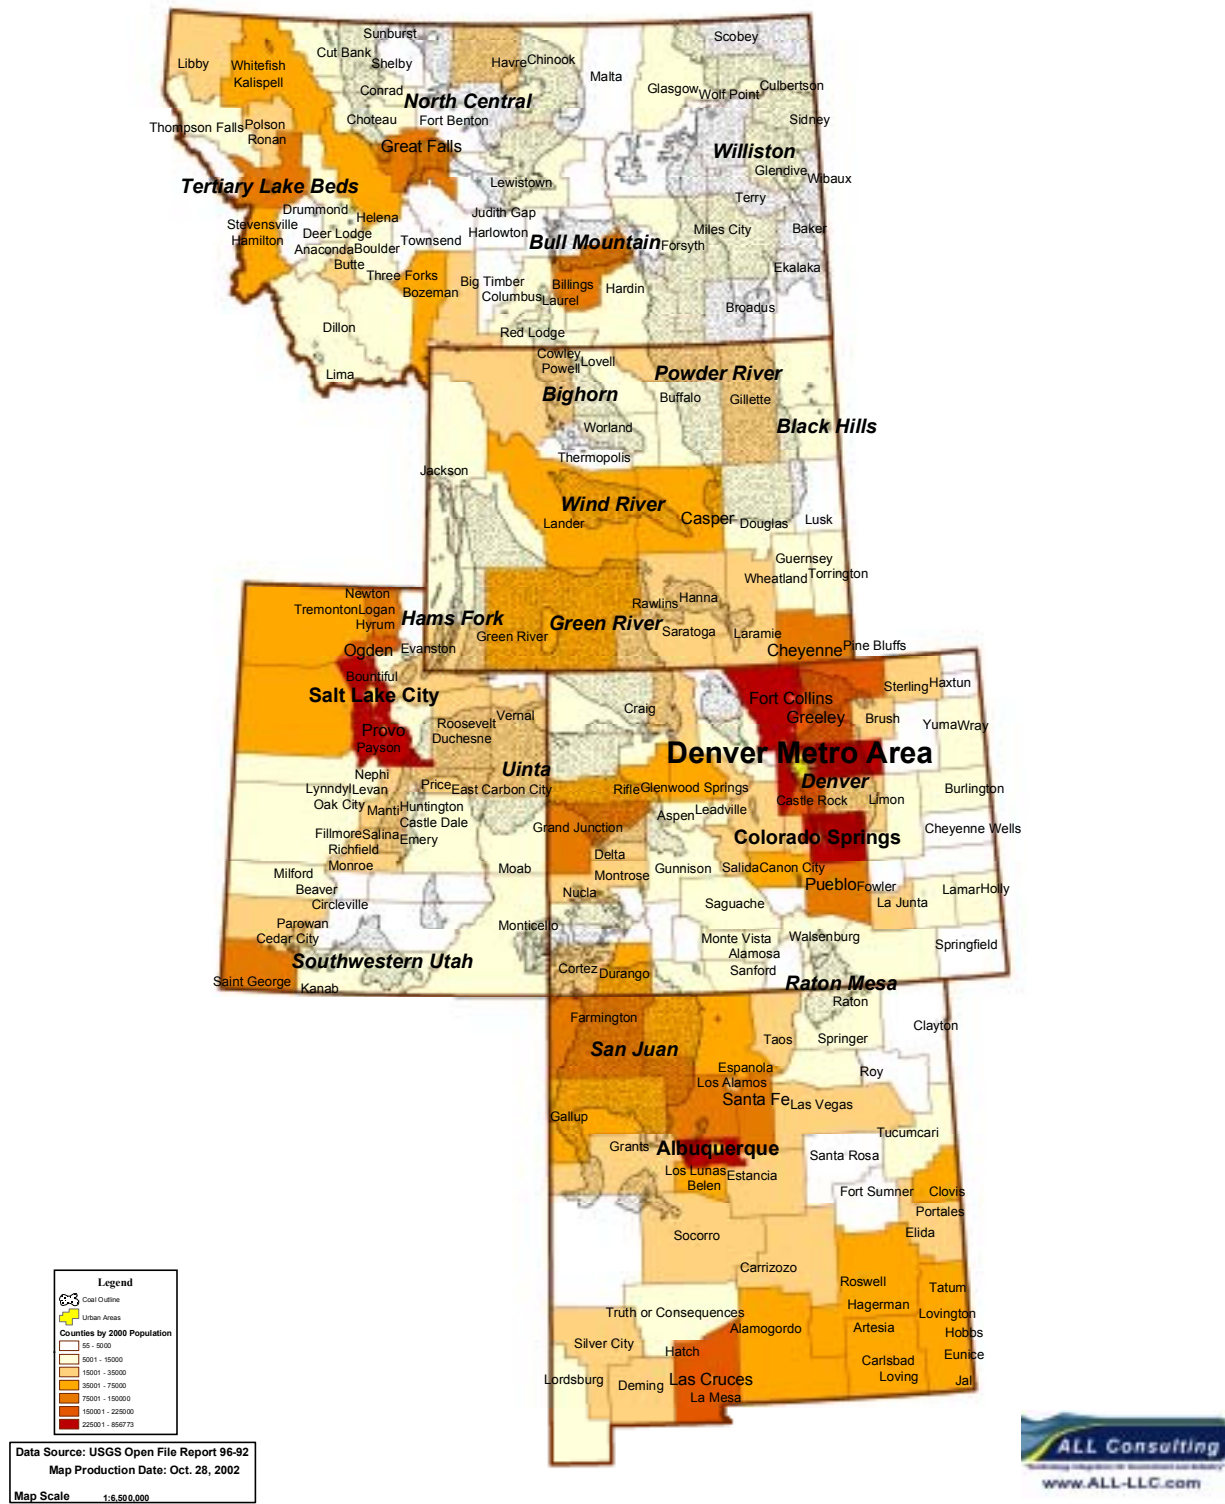 Sunburst
Scobey
Cut Bank
Shelby
Libby
Whitefish
Kalispell
Havre
Chinook
Malta
Glasgow
Wolf Point
Culbertson
Conrad
North Central
Choteau
Fort Benton
Sidney
Thompson Falls
Polson
Ronan
Great Falls
Williston
Glendive
Wibaux
Tertiary Lake Beds
Lewistown
Terry
Drummond
Judith Gap
Stevensville
Helena
Hamilton
Deer Lodge
Townsend
Harlowton
Bull Mountain
Forsyth
Miles City
Baker
Anaconda
Boulder
Butte
Three Forks
Bozeman
Big Timber
Columbus
Billings
Laurel
Hardin
Ekalaka
Broadus
Dillon
Red Lodge
Lima
Cowley
Powell
Lovell
Powder River
Bighorn
Buffalo
Gillette
Worland
Black Hills
Thermopolis
Jackson
Wind River
Lander
Casper
Douglas
Lusk
Guernsey
Wheatland
Torrington
Newton
Tremonton
Logan
Hyrum
Hams Fork
Green River
Green River
Rawlins
Hanna
Saratoga
Laramie
Cheyenne
Pine Bluffs
Ogden
Evanston
Bountiful
Salt Lake City
Craig
Fort Collins
Greeley
Sterling
Haxtun
Brush
Yuma
Wray
Provo
Payson
Roosevelt
Vernal
Duchesne
Denver Metro Area
Uinta
Denver
Nephi
Lynndyl
Levan
Oak City
Manti
Price
East Carbon City
Huntington
Castle Dale
Emery
Rifle
Glenwood Springs
Castle Rock
Limon
Burlington
Aspen
Leadville
Grand Junction
Colorado Springs
Cheyenne Wells
Fillmore
Salina
Richfield
Monroe
Delta
Montrose
Gunnison
Salida
Canon City
Pueblo
Fowler
Milford
Beaver
Circleville
Moab
Nucla
Saguache
La Junta
Lamar
Holly
Parowan
Cedar City
Monticello
Monte Vista
Alamosa
Sanford
Walsenburg
Springfield
Southwestern Utah
Saint George
Kanab
Cortez
Durango
Raton Mesa
Raton
Farmington
San Juan
Taos
Springer
Clayton
Espanola
Los Alamos
Roy
Santa Fe
Las Vegas
Gallup
Tucumcari
Grants
Albuquerque
Santa Rosa
Los Lunas
Belen
Estancia
Fort Sumner
Clovis
Portales
Elida
Socorro
Carrizozo
Roswell
Tatum
Hagerman
Lovington
Truth or Consequences
Alamogordo
Artesia
Hobbs
Silver City
Hatch
Carlsbad
Eunice
Loving
Lordsburg
Deming
Las Cruces
La Mesa
Jal
Legend
Coal Outline
Urban Areas
Counties by 2000 Population
55 - 5000
5001 - 15000
15001 - 35000
35001 - 75000
75001 - 150000
150001 - 225000
225001 - 856773
Data Source: USGS Open File Report 96-92
Map Production Date: Oct. 28, 2002
Map Scale 1:6,500,000
ALL Consulting
www.ALL-LLC.com